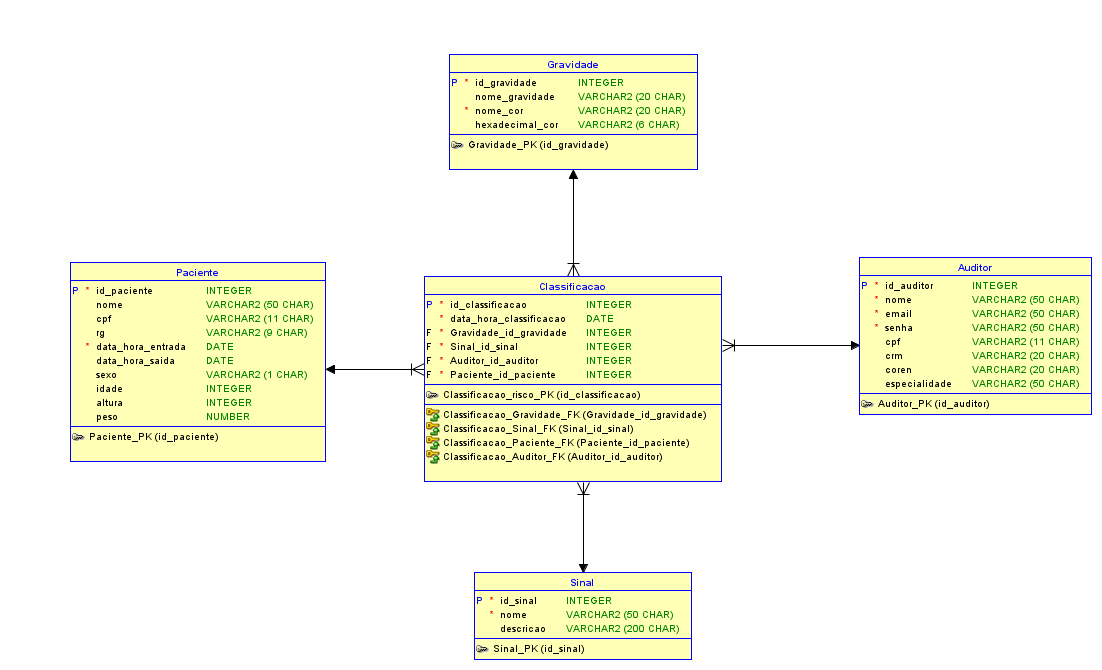 Gravidade
P * id_gravidade INTEGER
nome_gravidade VARCHAR2 (20 CHAR)
* nome_cor VARCHAR2 (20 CHAR)
hexadecimal_cor VARCHAR2 (6 CHAR)
Gravidade_PK (id_gravidade)
Paciente
P * id_paciente INTEGER
nome VARCHAR2 (50 CHAR)
cpf VARCHAR2 (11 CHAR)
rg VARCHAR2 (9 CHAR)
* data_hora_entrada DATE
data_hora_saida DATE
sexo VARCHAR2 (1 CHAR)
idade INTEGER
altura INTEGER
peso NUMBER
Paciente_PK (id_paciente)
Classificacao
P * id_classificacao INTEGER
* data_hora_classificacao DATE
F * Gravidade_id_gravidade INTEGER
F * Sinal_id_sinal INTEGER
F * Auditor_id_auditor INTEGER
F * Paciente_id_paciente INTEGER
Classificacao_risco_PK (id_classificacao)
Classificacao_Gravidade_FK (Gravidade_id_gravidade)
Classificacao_Sinal_FK (Sinal_id_sinal)
Classificacao_Paciente_FK (Paciente_id_paciente)
Classificacao_Auditor_FK (Auditor_id_auditor)
Auditor
P * id_auditor INTEGER
* nome VARCHAR2 (50 CHAR)
* email VARCHAR2 (50 CHAR)
* senha VARCHAR2 (50 CHAR)
cpf VARCHAR2 (11 CHAR)
crm VARCHAR2 (20 CHAR)
coren VARCHAR2 (20 CHAR)
especialidade VARCHAR2 (50 CHAR)
Auditor_PK (id_auditor)
Sinal
P * id_sinal INTEGER
* nome VARCHAR2 (50 CHAR)
descricao VARCHAR2 (200 CHAR)
Sinal_PK (id_sinal)